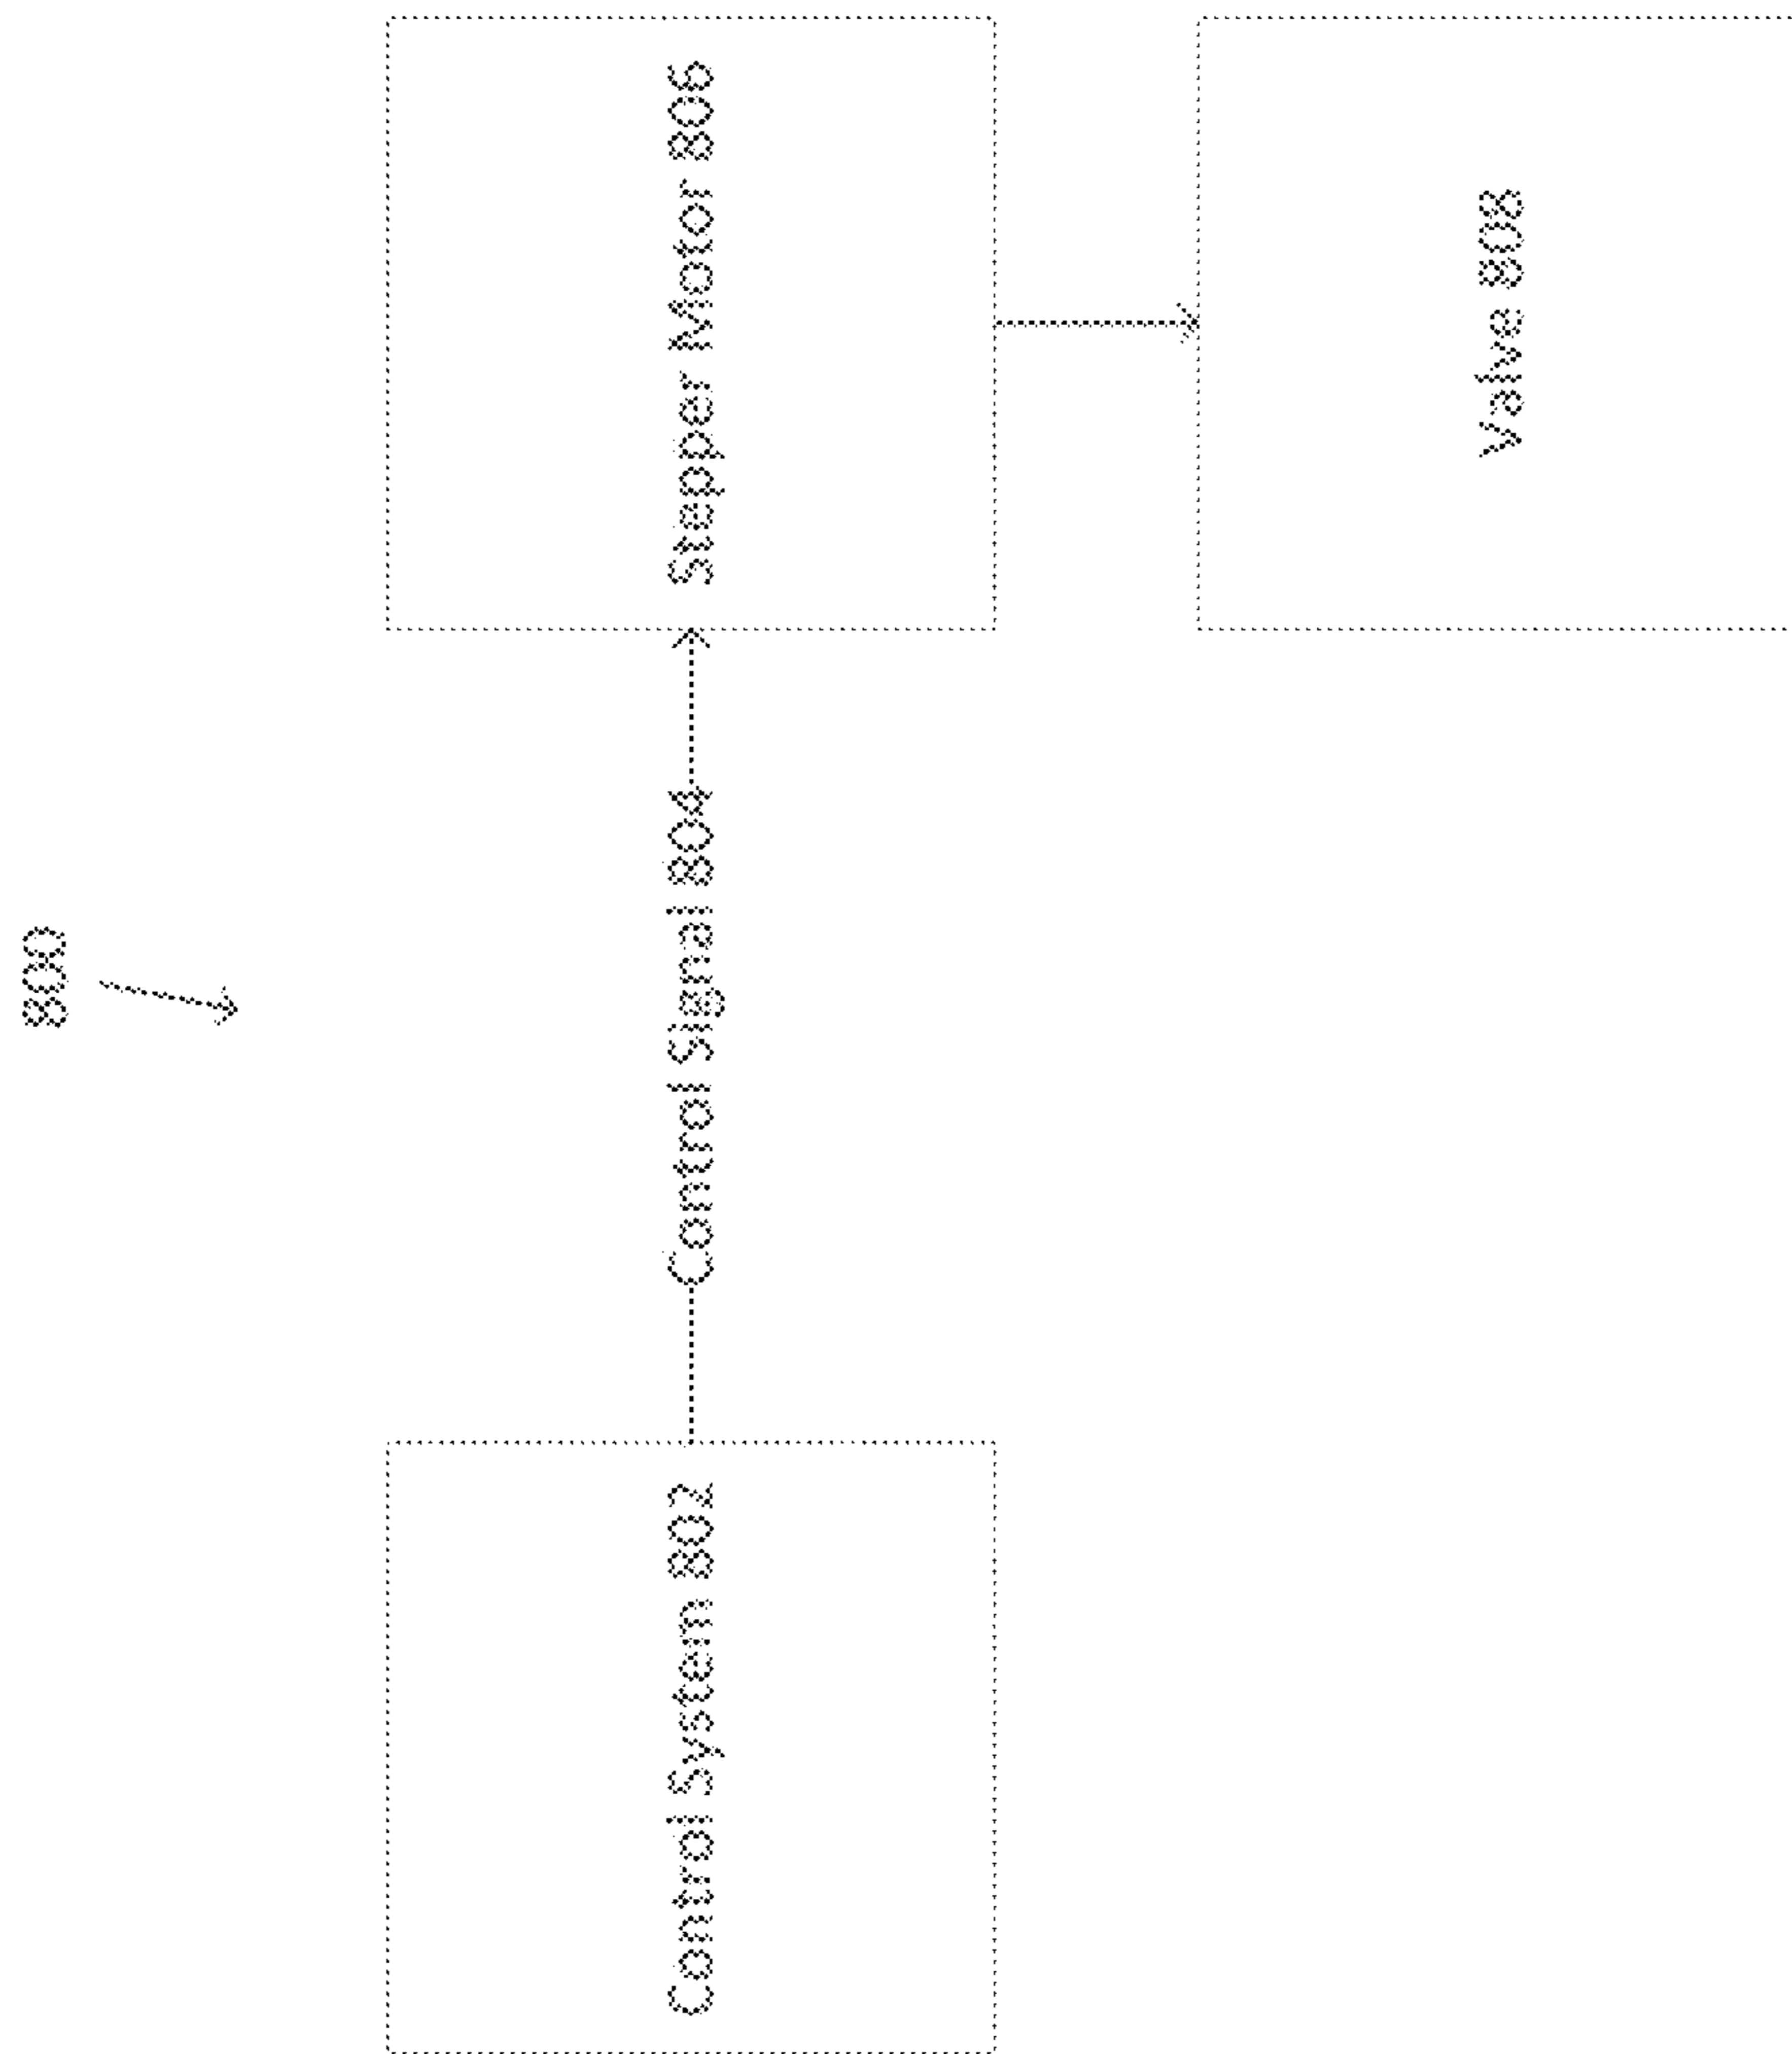 800
Control System 802
Control Signal 804
Stepper Motor 806
Valve 808